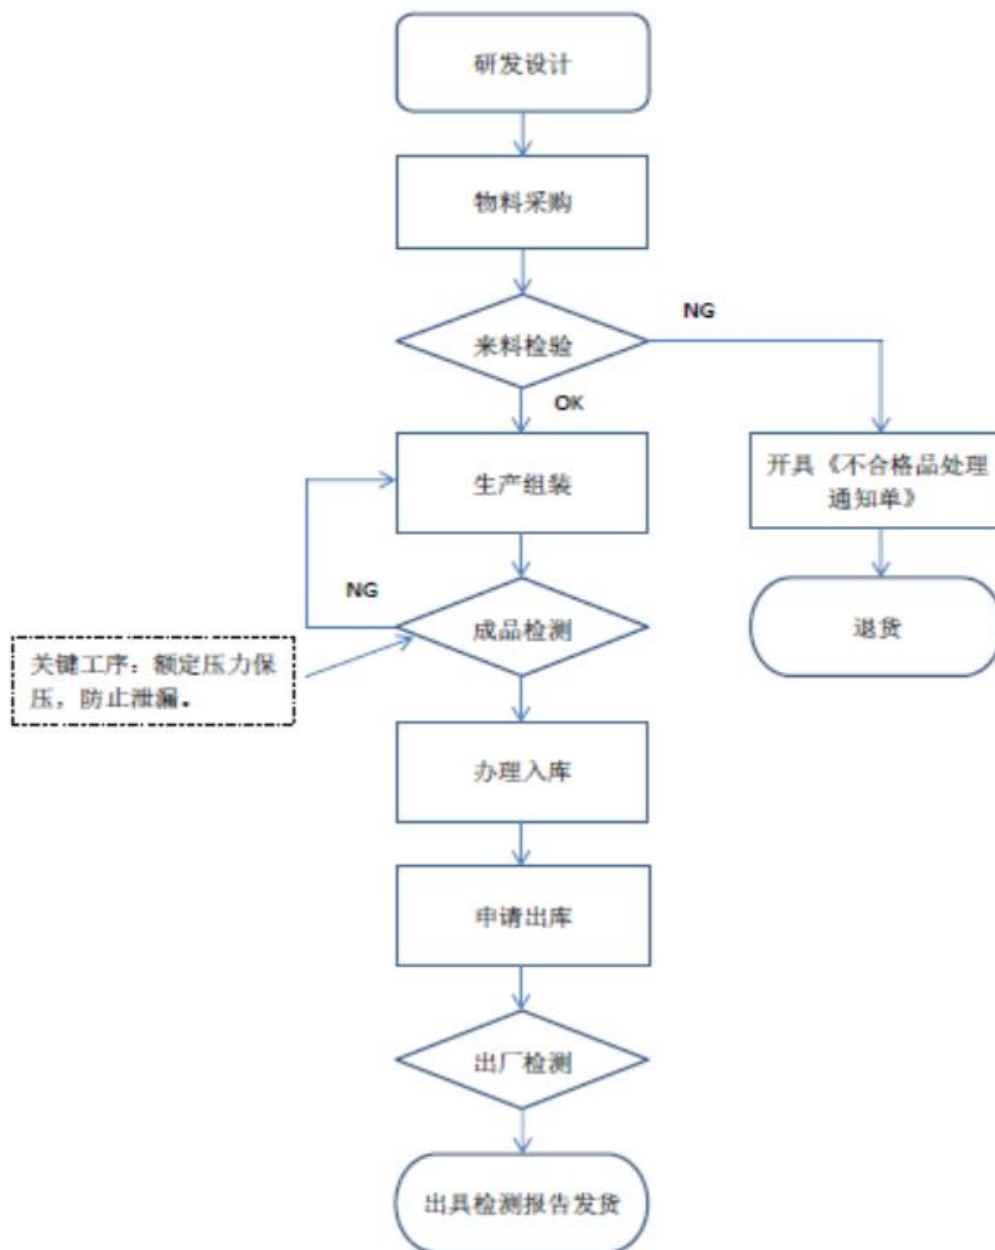 研发设计
物料采购
来料检验
NG
OK
生产组装
开具《不合格品处理
通知单》
NG
成品检测
退货
关键工序：额定压力保
压，防止泄漏。
办理入库
申请出库
出厂检测
出具检测报告发货